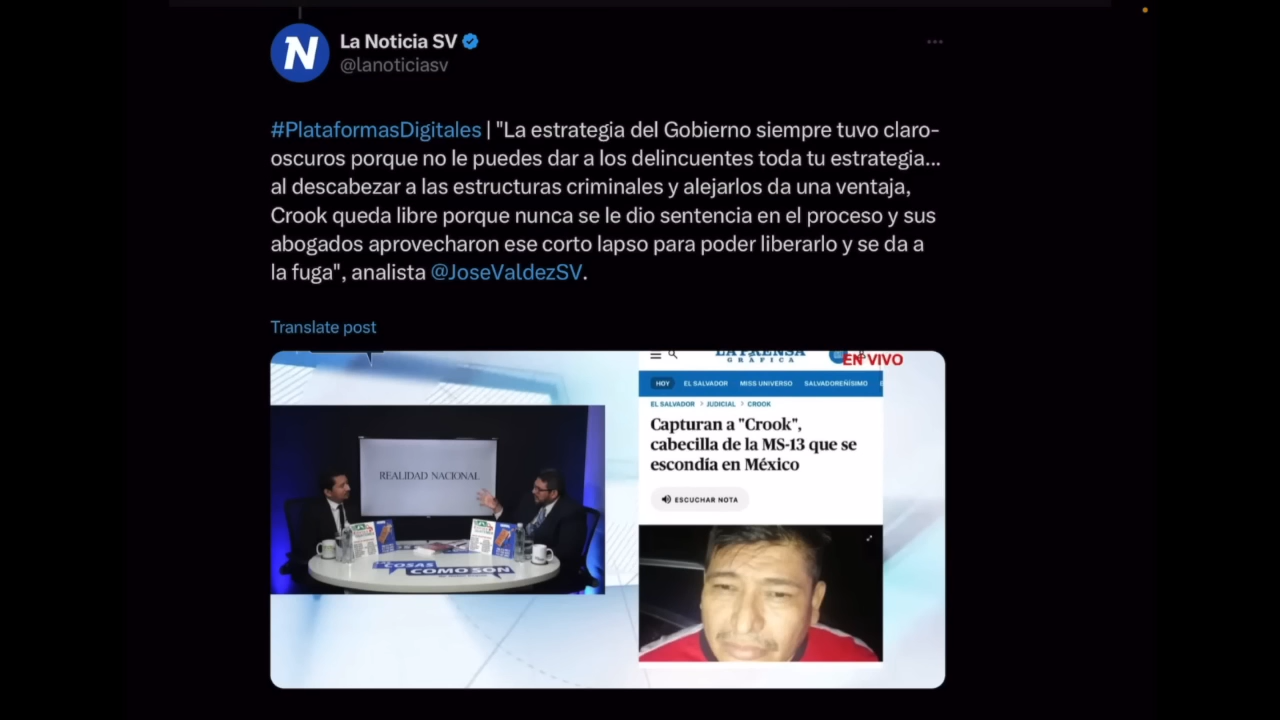 La Noticia SV
@lanoticiasv
#PlataformasDigitales | "La estrategia del Gobierno siempre tuvo claro-
oscuros porque no le puedes dar a los delincuentes toda tu estrategia...
al descabezar a las estructuras criminales y alejarlos da una ventaja,
Crook queda libre porque nunca se le dio sentencia en el proceso y sus
abogados aprovecharon ese corto lapso para poder liberarlo y se da a
la fuga", analista @JoseValdezSV.
Translate post
REALIDAD NACIONAL
COSAS
COMO SON
LA PRENSA
GRÁFICA
EN VIVO
HOY EL SALVADOR MISS UNIVERSO SALVADOREÑÍSIMO
EL SALVADOR > JUDICIAL > CROOK
Capturan a "Crook",
cabecilla de la MS-13 que se
escondía en México
ESCUCHAR NOTA